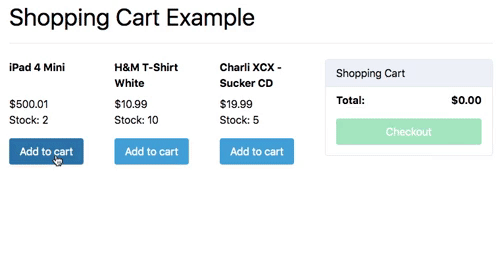 Shopping Cart Example
iPad 4 Mini
$500.01
Stock: 2
Add to cart
H&M T-Shirt
White
$10.99
Stock: 10
Add to cart
Charli XCX -
Sucker CD
$19.99
Stock: 5
Add to cart
Shopping Cart
Total: $0.00
Checkout